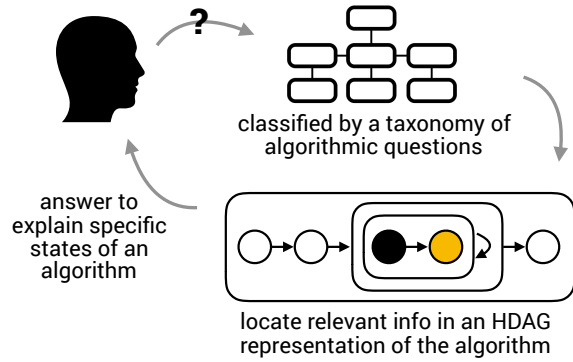 ?
classified by a taxonomy of
algorithmic questions
answer to
explain specific
states of an
algorithm
locate relevant info in an HDAG
representation of the algorithm